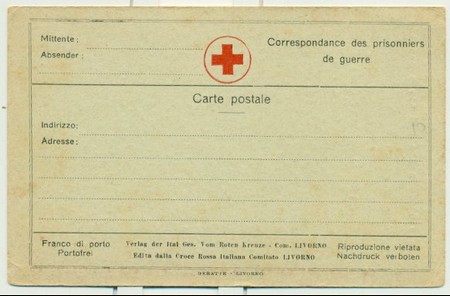 Mittente:
Absender:
Correspondance des prisonniers
de guerre
Carte postale
Indirizzo:
Adresse:
Franco di porto
Portofrei
Verlag der Ital Ges. Vom Roten Kreuze - Com. LIVORNO
Edita dalla Croce Rossa Italiana Comitato LIVORNO
Riproduzione vietata
Nachdruck verboten
LIVORNO